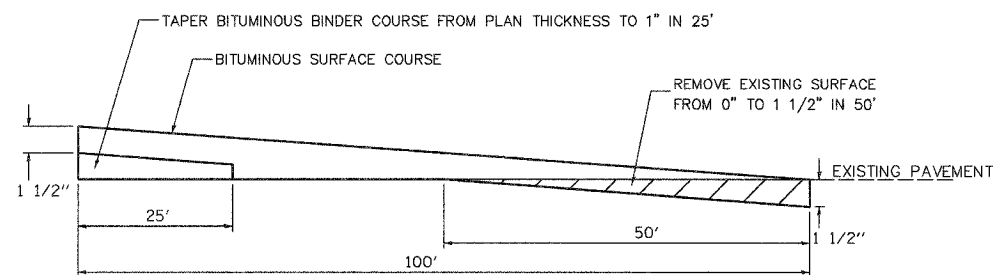 TAPER BITUMINOUS BINDER COURSE FROM PLAN THICKNESS TO 1" IN 25'
BITUMINOUS SURFACE COURSE
REMOVE EXISTING SURFACE
FROM 0" TO 1 1/2" IN 50'
EXISTING PAVEMENT
1 1/2"
25'
50'
1 1/2"
100'